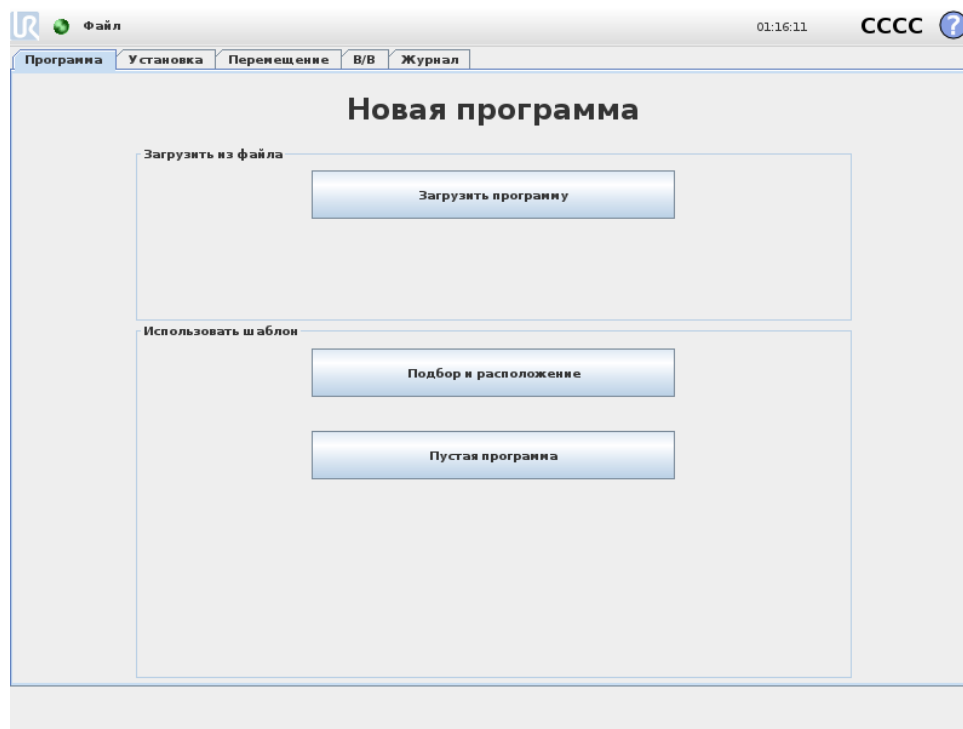 UR
Файл
01:16:11
CCCC
?
Программа
Установка
Перемещение
В/В
Журнал
Новая программа
Загрузить из файла
Загрузить программу
Использовать шаблон
Подбор и расположение
Пустая программа